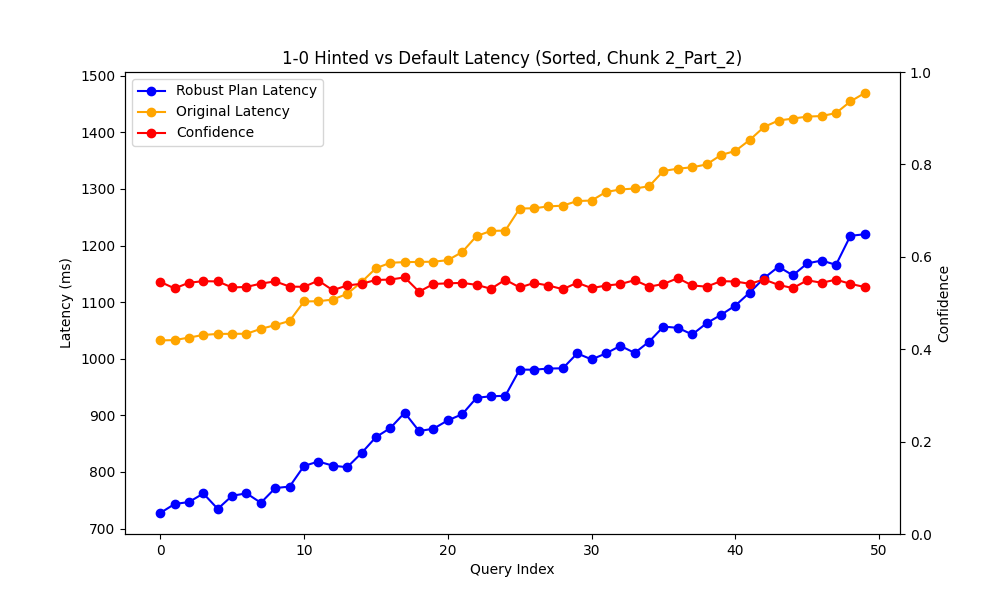 1-0 Hinted vs Default Latency (Sorted, Chunk 2_Part_2)
Robust Plan Latency
Original Latency
Confidence
Latency (ms)
1500
1400
1300
1200
1100
1000
900
800
700
1.0
0.8
0.6
0.4
0.2
0.0
Confidence
0 10 20 30 40 50
Query Index